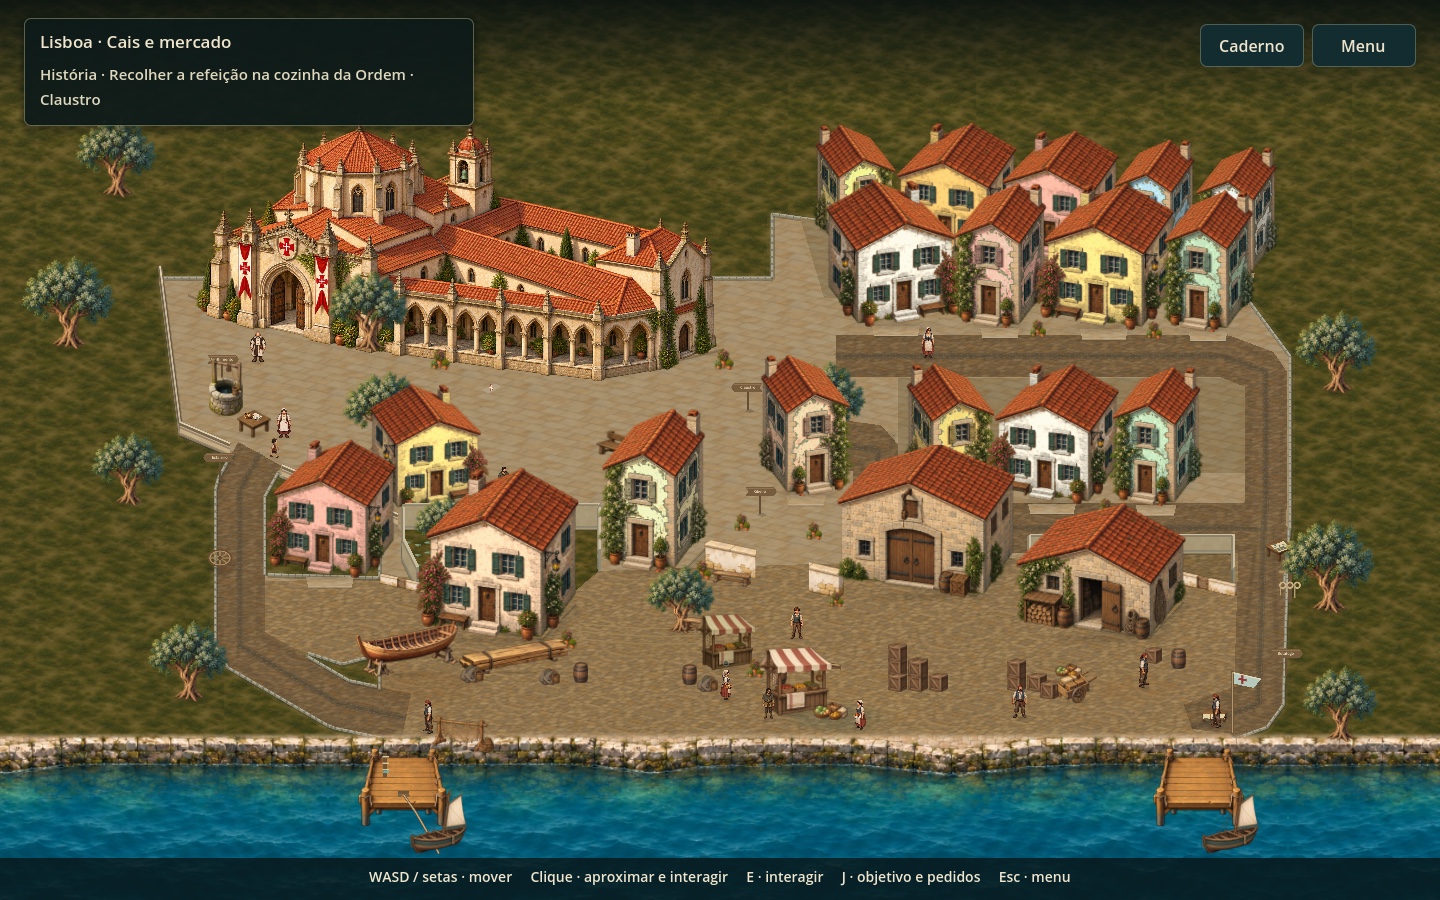 Lisboa · Cais e mercado
História · Recolher a refeição na cozinha da Ordem ·
Claustro
Caderno
Menu
WASD / setas · mover
Clique · aproximar e interagir
E · interagir
J · objetivo e pedidos
Esc · menu